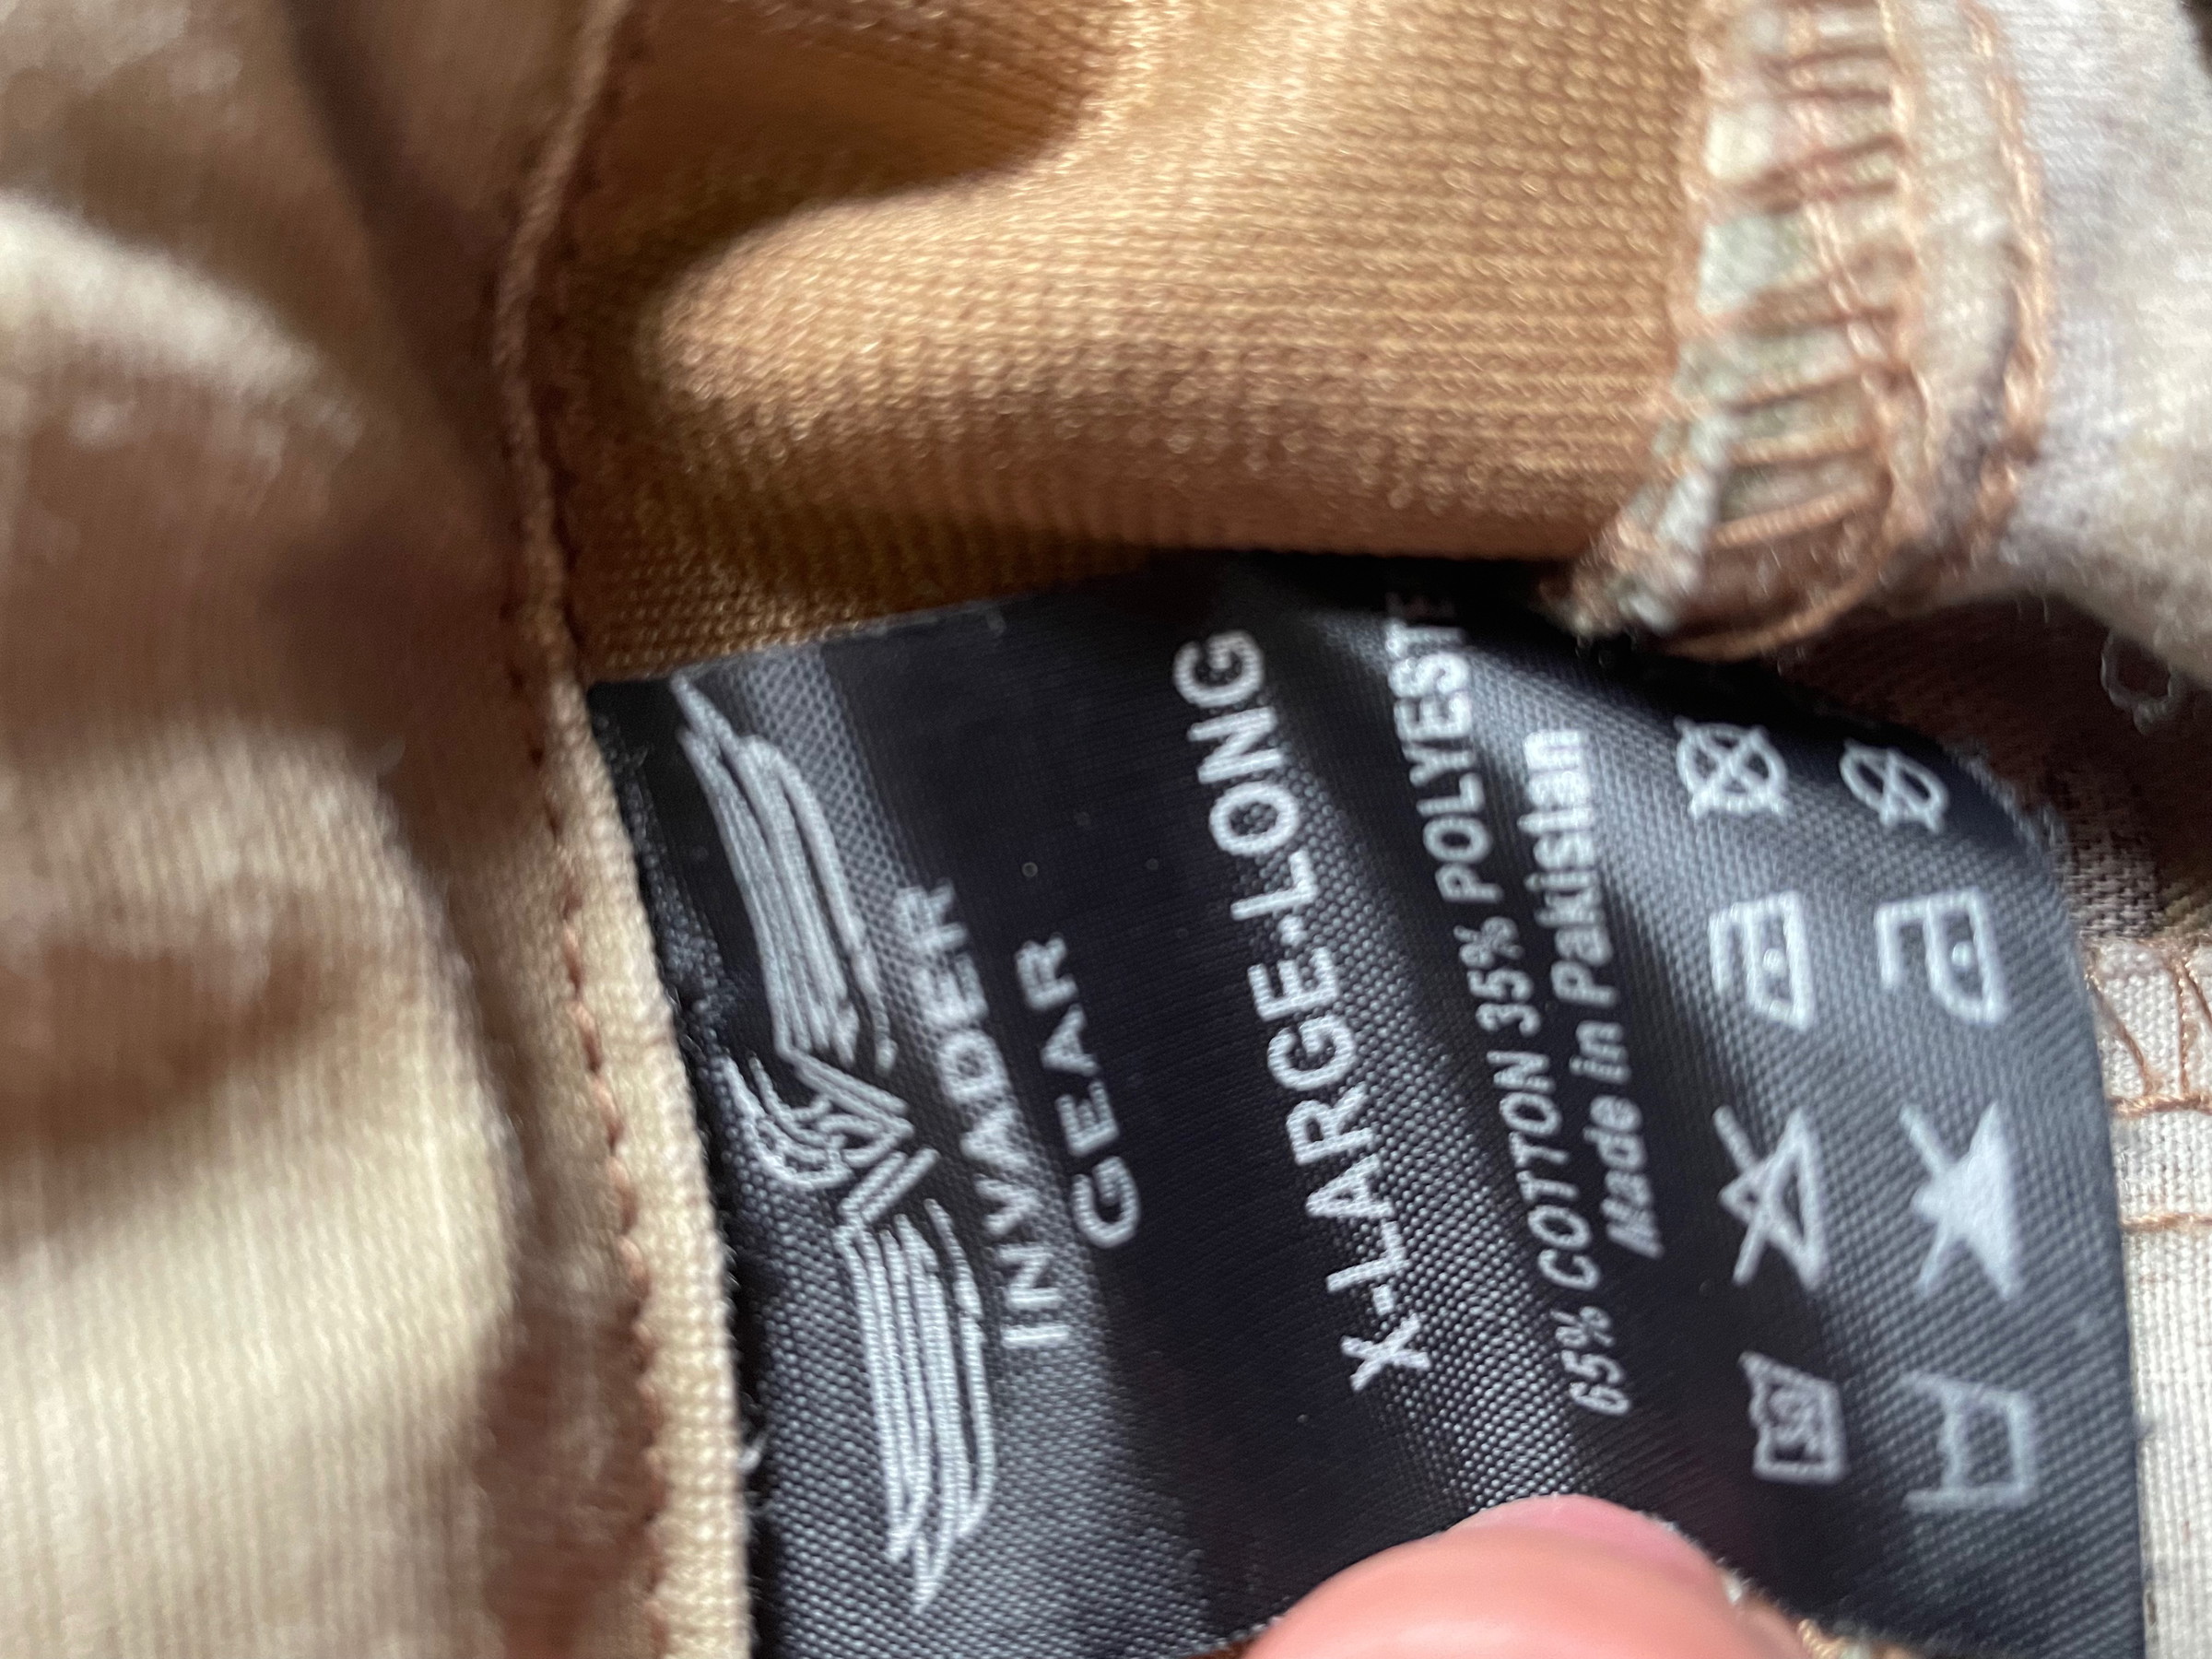 INVADER
GEAR
X-LARGE-LONG
65% COTTON 35% POLYESTE
Made in Pakistan